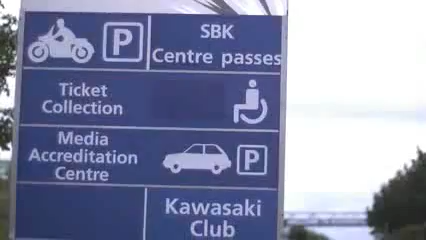 P
SBK
Centre passes
Ticket
Collection
Media
Accreditation
Centre
P
Kawasaki
Club